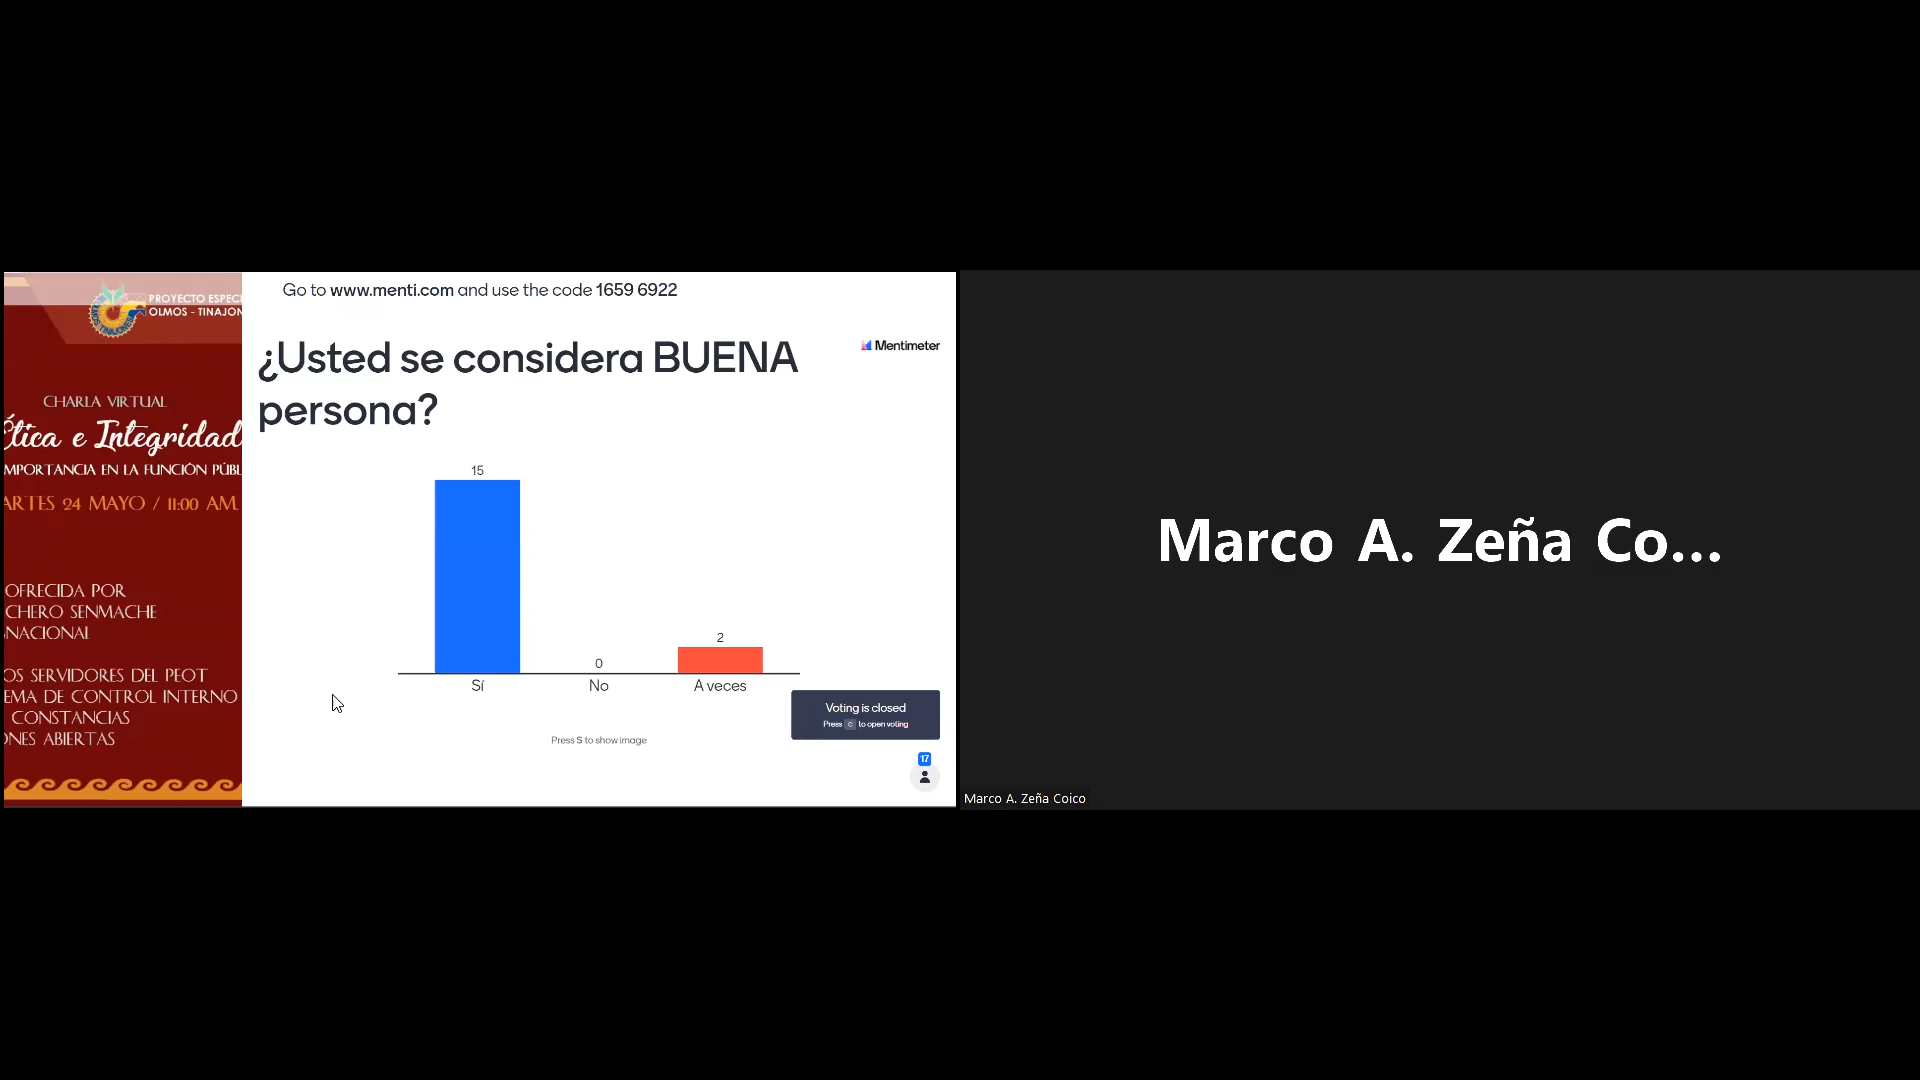 PROYECTO ESPECI
OLMOS - TINAJON
CHARLA VIRTUAL
Ética e Integridad
MPORTANCIA EN LA FUNCIÓN PÚBL
ARTES 24 MAYO / 11:00 AM.
OFRECIDA POR
CHERO SENMACHE
NACIONAL
OS SERVIDORES DEL PEOT
EMA DE CONTROL INTERNO
CONSTANCIAS
ONES ABIERTAS
Go to www.menti.com and use the code 1659 6922
¿Usted se considera BUENA
persona?
Mentimeter
15
0
2
Sí
No
A veces
Voting is closed
Press C to open voting
Press S to show image
17
Marco A. Zeña Co...
Marco A. Zeña Coico